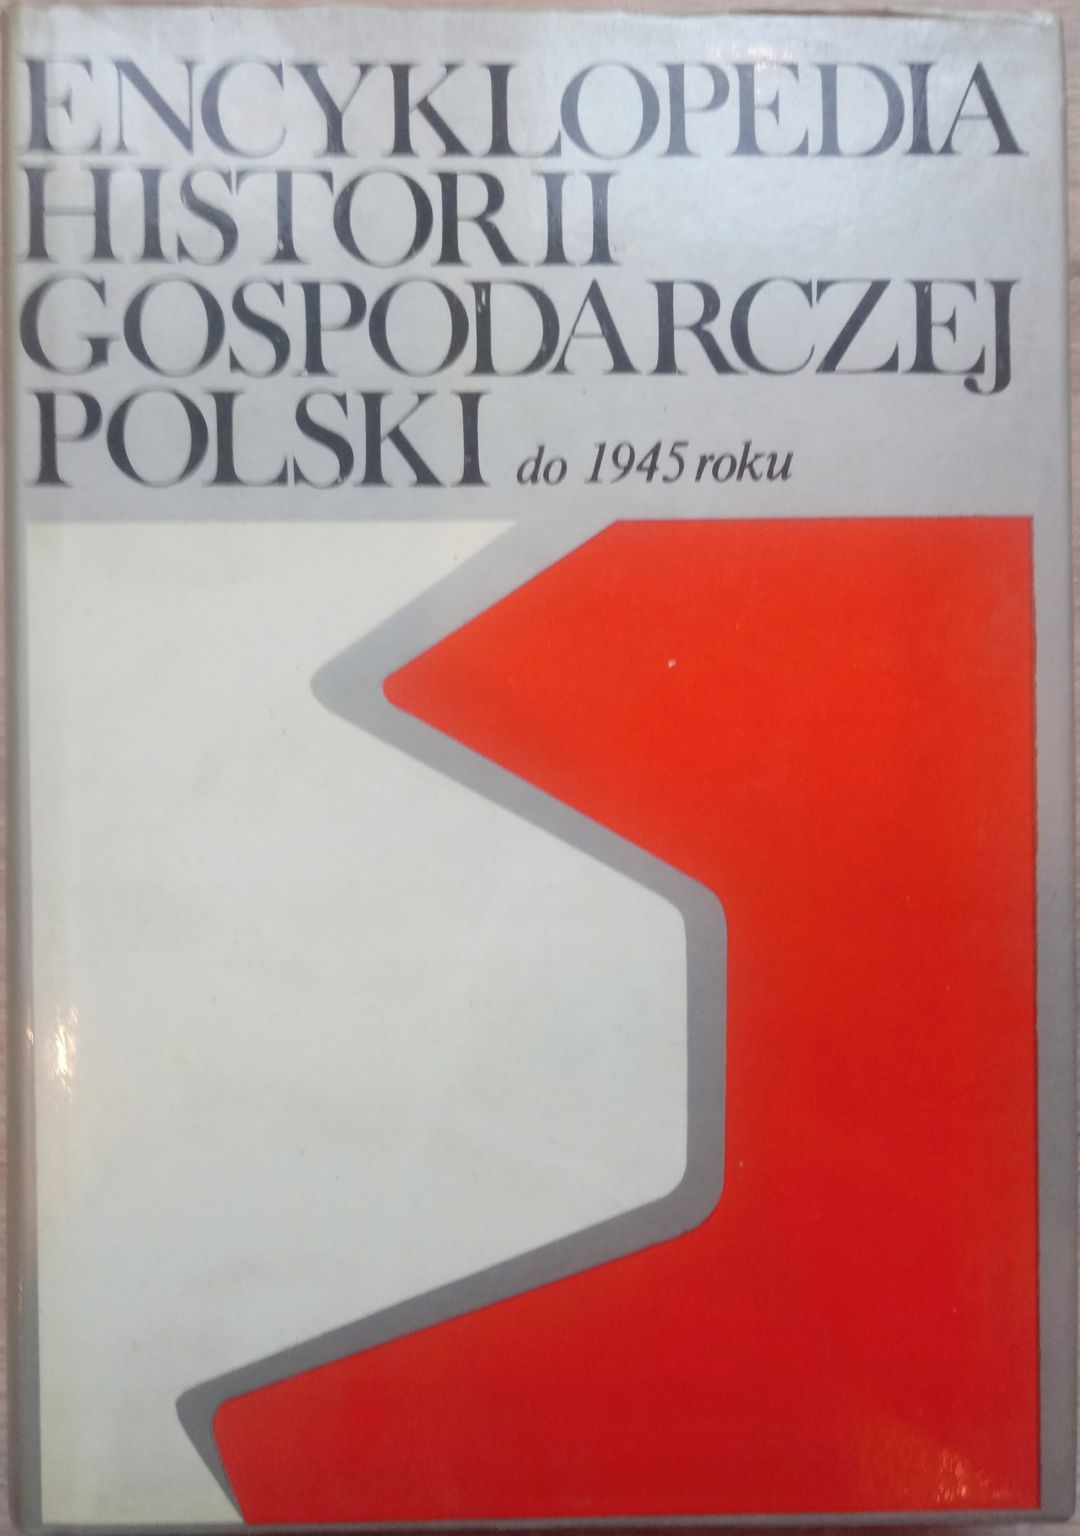 ENCYKLOPEDIA
HISTORII
GOSPODARCZEJ
POLSKI do 1945 roku